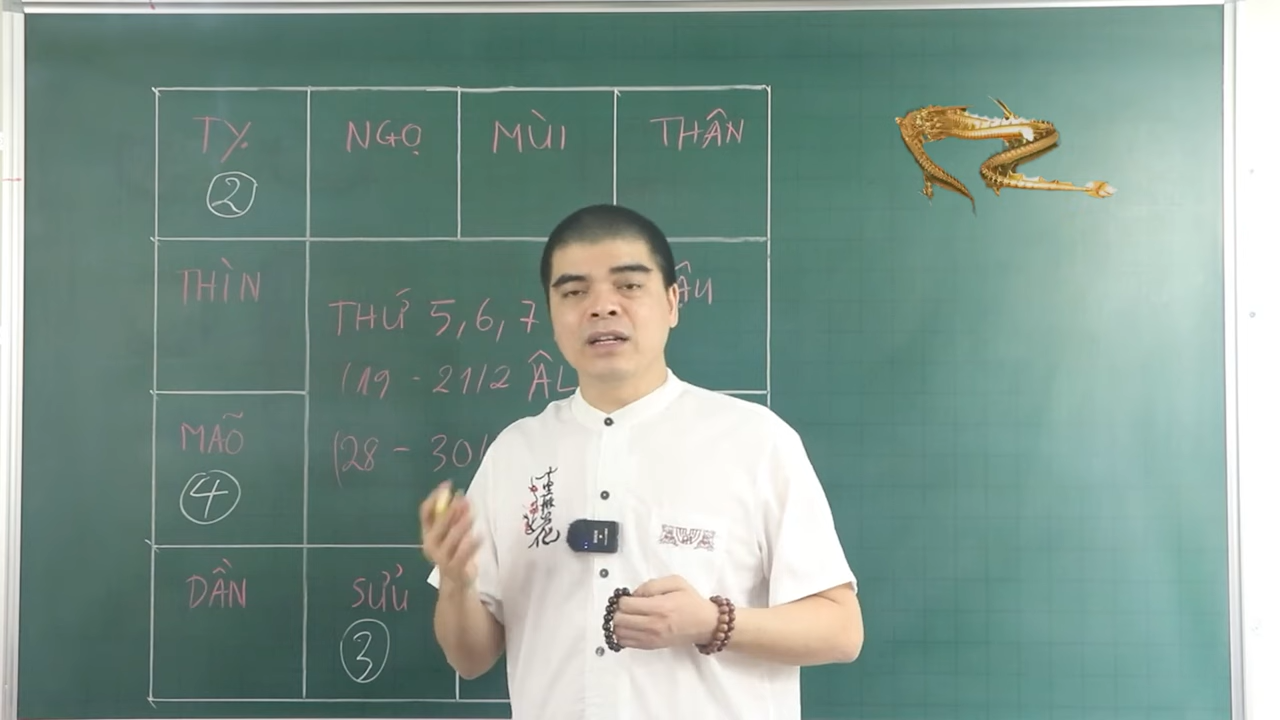 TỴ NGỌ MÙI THÂN
②
THÌN ẬU
THỨ 5,6,7
(19 - 21/2 ÂL
MÃO (28 - 30/
④
DẦN SỬU
③